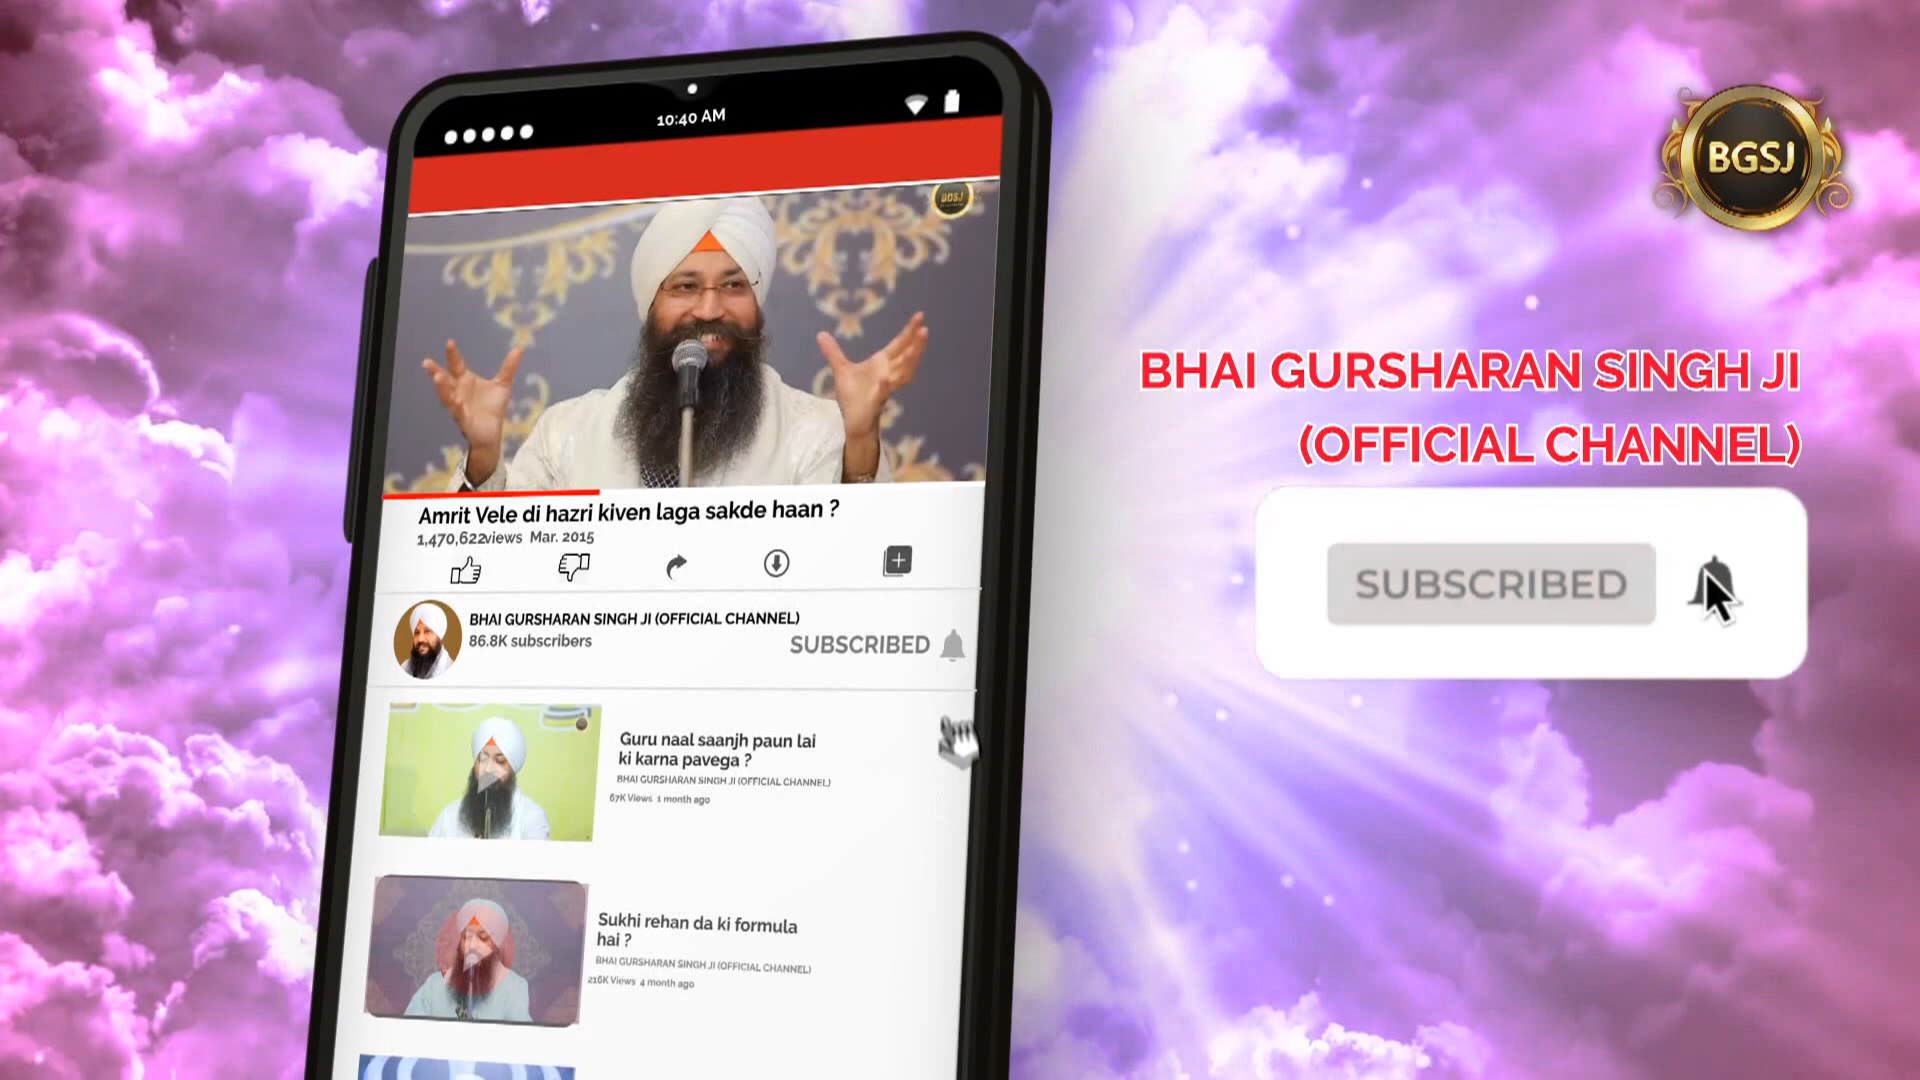 10:40 AM
BGSJ
BGSJ
BHAI GURSHARAN SINGH JI
(OFFICIAL CHANNEL)
SUBSCRIBED
Amrit Vele di hazri kiven laga sakde haan ?
1,470,622views Mar. 2015
BHAI GURSHARAN SINGH JI (OFFICIAL CHANNEL)
86.8K subscribers
SUBSCRIBED
Guru naal saanjh paun lai
ki karna pavega ?
BHAI GURSHARAN SINGH JI (OFFICIAL CHANNEL)
67K Views 1 month ago
Sukhi rehan da ki formula
hai ?
BHAI GURSHARAN SINGH JI (OFFICIAL CHANNEL)
216K Views 4 month ago